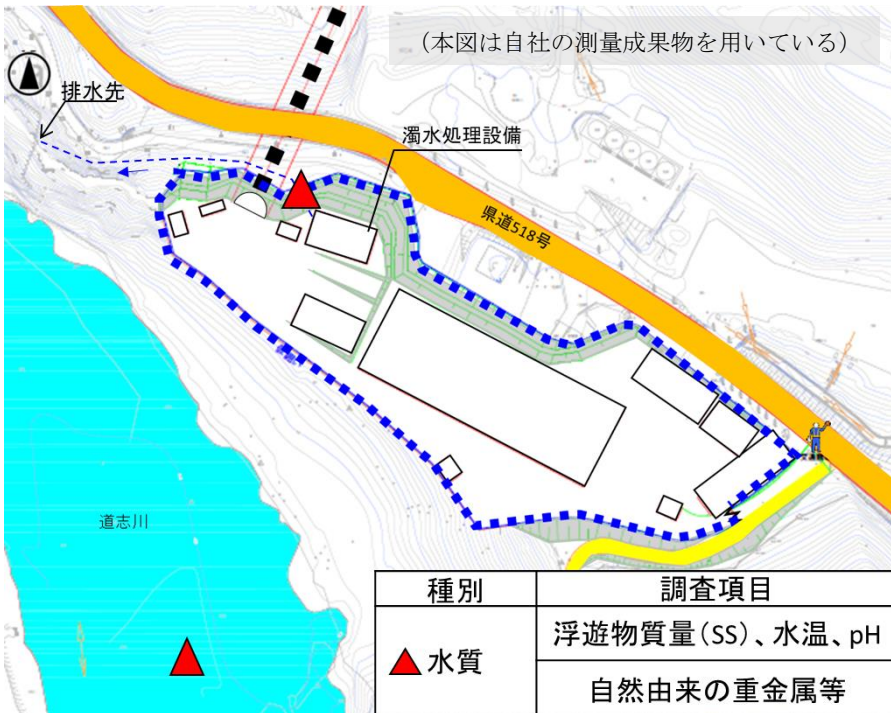 （本図は自社の測量成果物を用いている）
排水先
濁水処理設備
県道518号
道志川
種別
調査項目
▲水質
浮遊物質量（SS）、水温、pH
自然由来の重金属等